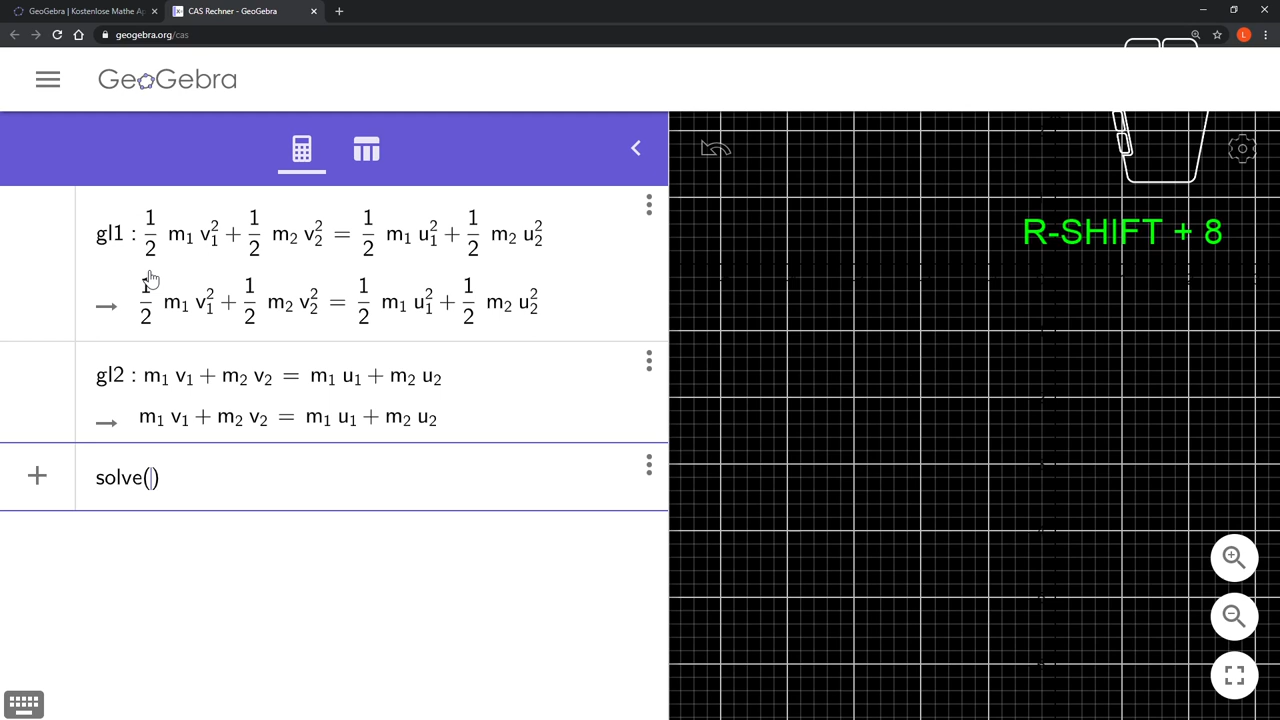 GeoGebra | Kostenlose Mathe Ap
CAS Rechner - GeoGebra
geogebra.org/cas
L
GeoGebra
gl1 : 1/2 m₁ v₁² + 1/2 m₂ v₂² = 1/2 m₁ u₁² + 1/2 m₂ u₂²
→ 1/2 m₁ v₁² + 1/2 m₂ v₂² = 1/2 m₁ u₁² + 1/2 m₂ u₂²
gl2 : m₁ v₁ + m₂ v₂ = m₁ u₁ + m₂ u₂
→ m₁ v₁ + m₂ v₂ = m₁ u₁ + m₂ u₂
solve()
R-SHIFT + 8